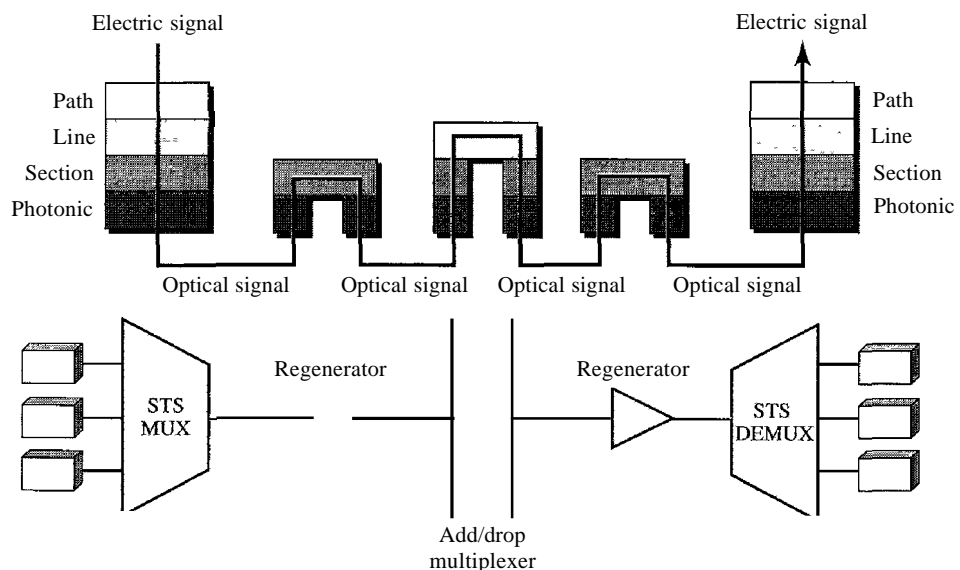 Electric signal
Electric signal
Path
Path
Line
Line
Section
Section
Photonic
Photonic
Optical signal
Optical signal
Optical signal
Optical signal
Regenerator
Regenerator
STS
MUX
STS
DEMUX
Add/drop
multiplexer